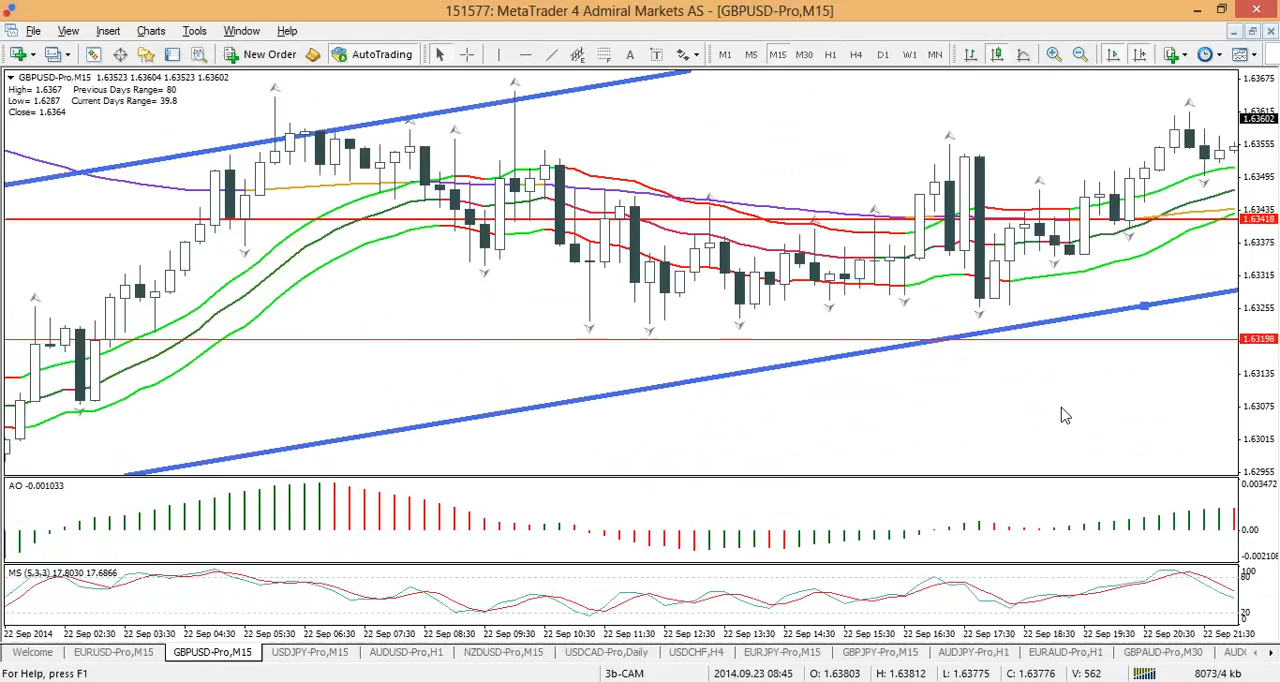 151577: MetaTrader 4 Admiral Markets AS - [GBPUSD-Pro,M15]
File View Insert Charts Tools Window Help
New Order AutoTrading A T M1 M5 M15 M30 H1 H4 D1 W1 MN
GBPUSD-Pro,M15 1.63523 1.63604 1.63523 1.63602
High= 1.6367 Previous Days Range= 80
Low= 1.6287 Current Days Range= 39.8
Close= 1.6364
1.63675
1.63615
1.63602
1.63555
1.63495
1.63435
1.63418
1.63375
1.63315
1.63255
1.63198
1.63135
1.63075
1.63015
1.62955
AO -0.001033
0.003472
0.00
-0.002108
MS (5,3,3) 17.8030 17.6866
100
80
20
0
22 Sep 2014 22 Sep 02:30 22 Sep 03:30 22 Sep 04:30 22 Sep 05:30 22 Sep 06:30 22 Sep 07:30 22 Sep 08:30 22 Sep 09:30 22 Sep 10:30 22 Sep 11:30 22 Sep 12:30 22 Sep 13:30 22 Sep 14:30 22 Sep 15:30 22 Sep 16:30 22 Sep 17:30 22 Sep 18:30 22 Sep 19:30 22 Sep 20:30 22 Sep 21:30
Welcome EURUSD-Pro,M15 GBPUSD-Pro,M15 USDJPY-Pro,M15 AUDUSD-Pro,H1 NZDUSD-Pro,M15 USDCAD-Pro,Daily USDCHF,H4 EURJPY-Pro,M15 GBPJPY-Pro,M15 AUDJPY-Pro,H1 EURAUD-Pro,H1 GBPAUD-Pro,M30 AUDC
For Help, press F1 3b-CAM 2014.09.23 08:45 O: 1.63803 H: 1.63812 L: 1.63775 C: 1.63776 V: 562 8073/4 kb